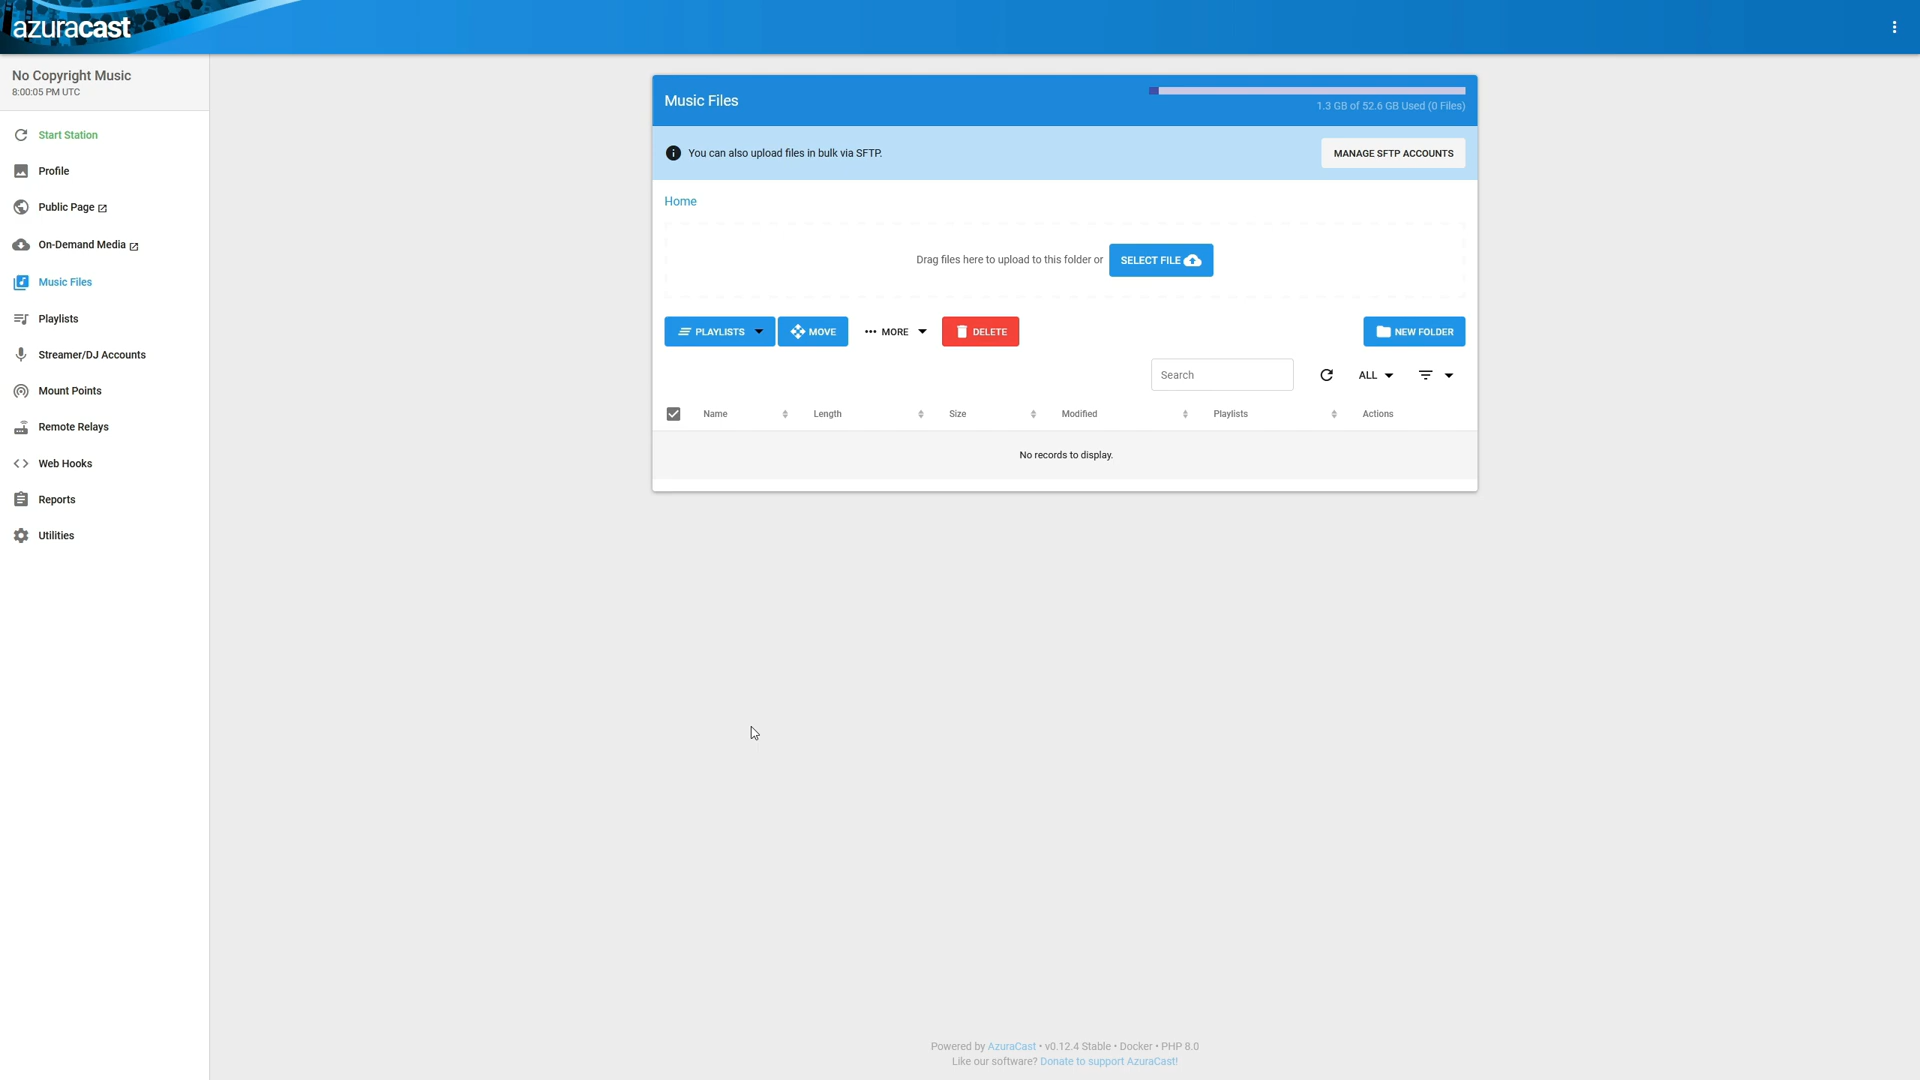 azuracast
No Copyright Music
8:00:05 PM UTC
Start Station
Profile
Public Page
On-Demand Media
Music Files
Playlists
Streamer/DJ Accounts
Mount Points
Remote Relays
Web Hooks
Reports
Utilities
Music Files
1.3 GB of 52.6 GB Used (0 Files)
You can also upload files in bulk via SFTP.
MANAGE SFTP ACCOUNTS
Home
Drag files here to upload to this folder or SELECT FILE
PLAYLISTS MOVE MORE DELETE NEW FOLDER
Search ALL
Name Length Size Modified Playlists Actions
No records to display.
Powered by AzuraCast • v0.12.4 Stable • Docker • PHP 8.0
Like our software? Donate to support AzuraCast!